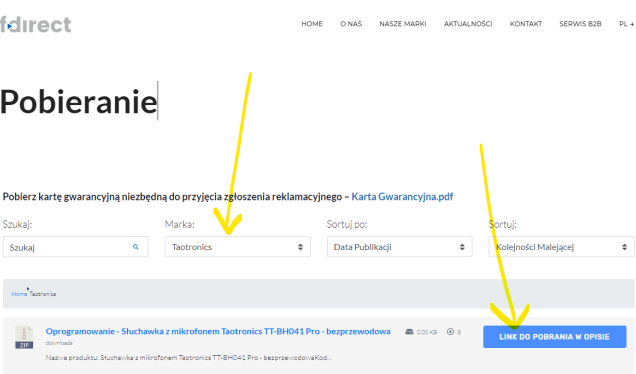 fdirect
HOME O NAS NASZE MARKI AKTUALNOŚCI KONTAKT SERWIS B2B PL +
Pobieranie
Pobierz kartę gwarancyjną niezbędną do przyjęcia zgłoszenia reklamacyjnego – Karta Gwarancyjna.pdf
Szukaj: Marka: Sortuj po: Sortuj:
Szukaj Taotronics Data Publikacji Kolejności Malejącej
Home Taotronics
Oprogramowanie - Słuchawka z mikrofonem Taotronics TT-BH041 Pro - bezprzewodowa 0.00 KB 8 LINK DO POBRANIA W OPISIE
ZIP downloads
Nazwa produktu: Słuchawka z mikrofonem Taotronics TT-BH041 Pro - bezprzewodowaKod...